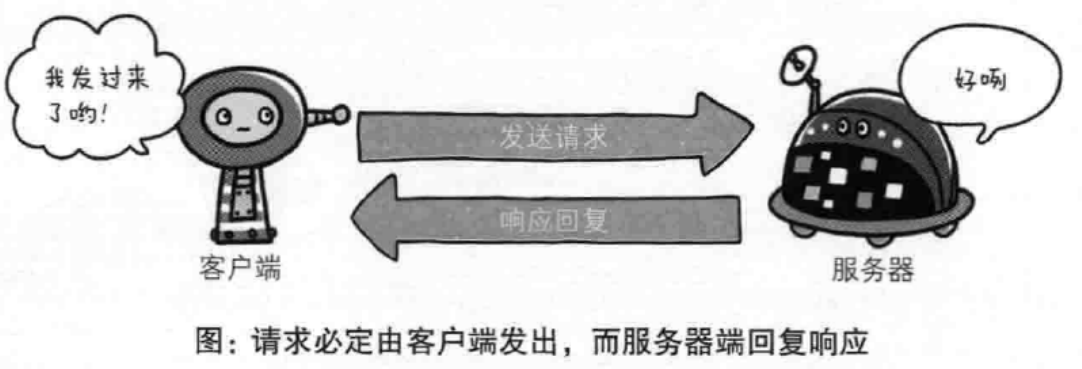 我发过来
了哟!
好咧
发送请求
响应回复
客户端
服务器
图：请求必定由客户端发出，而服务器端回复响应